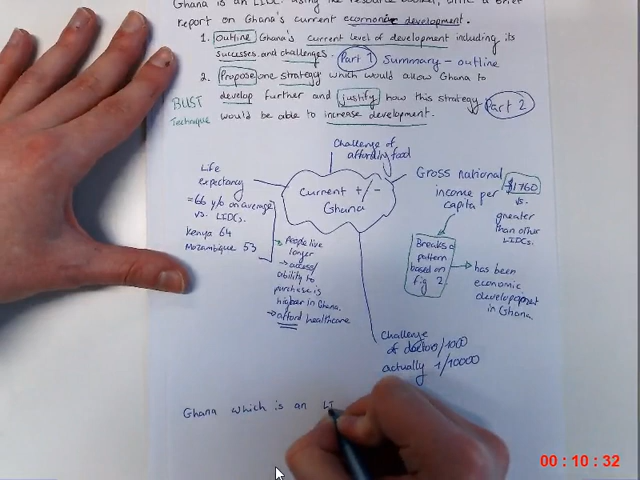 Ghana is an LIDC. Using the resource booklet, write a brief
report on Ghana's current economic development.
1. Outline Ghana's current level of development including its
successes and challenges. Part 1 Summary - outline
2. Propose one strategy which would allow Ghana to
develop further and justify how this strategy Part 2
would be able to increase development.
BUST
Technique
Challenge of
affording food
Life
expectancy
= 66 y/o on average
vs. LIDCs.
Kenya 64
Mozambique 53
People live
longer
→ access/
ability to
purchase is
higher in Ghana.
→ afford healthcare
Current +/-
Ghana
Gross national
income per
capita
$1760
vs.
greater
than other
LIDCs.
Breaks
pattern
based on
fig 2
has been
economic
development
in Ghana.
Challenge
of 1/1000
actually 1/10000
Ghana which is an LI
00:10:32